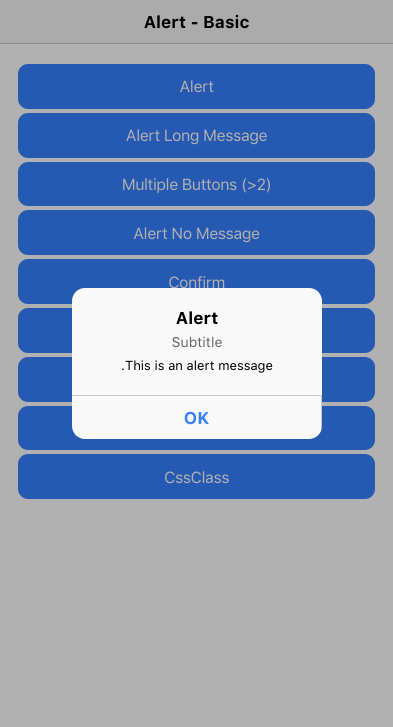 Alert - Basic
Alert
Alert Long Message
Multiple Buttons (>2)
Alert No Message
Confirm
Alert
Subtitle
.This is an alert message
OK
CssClass